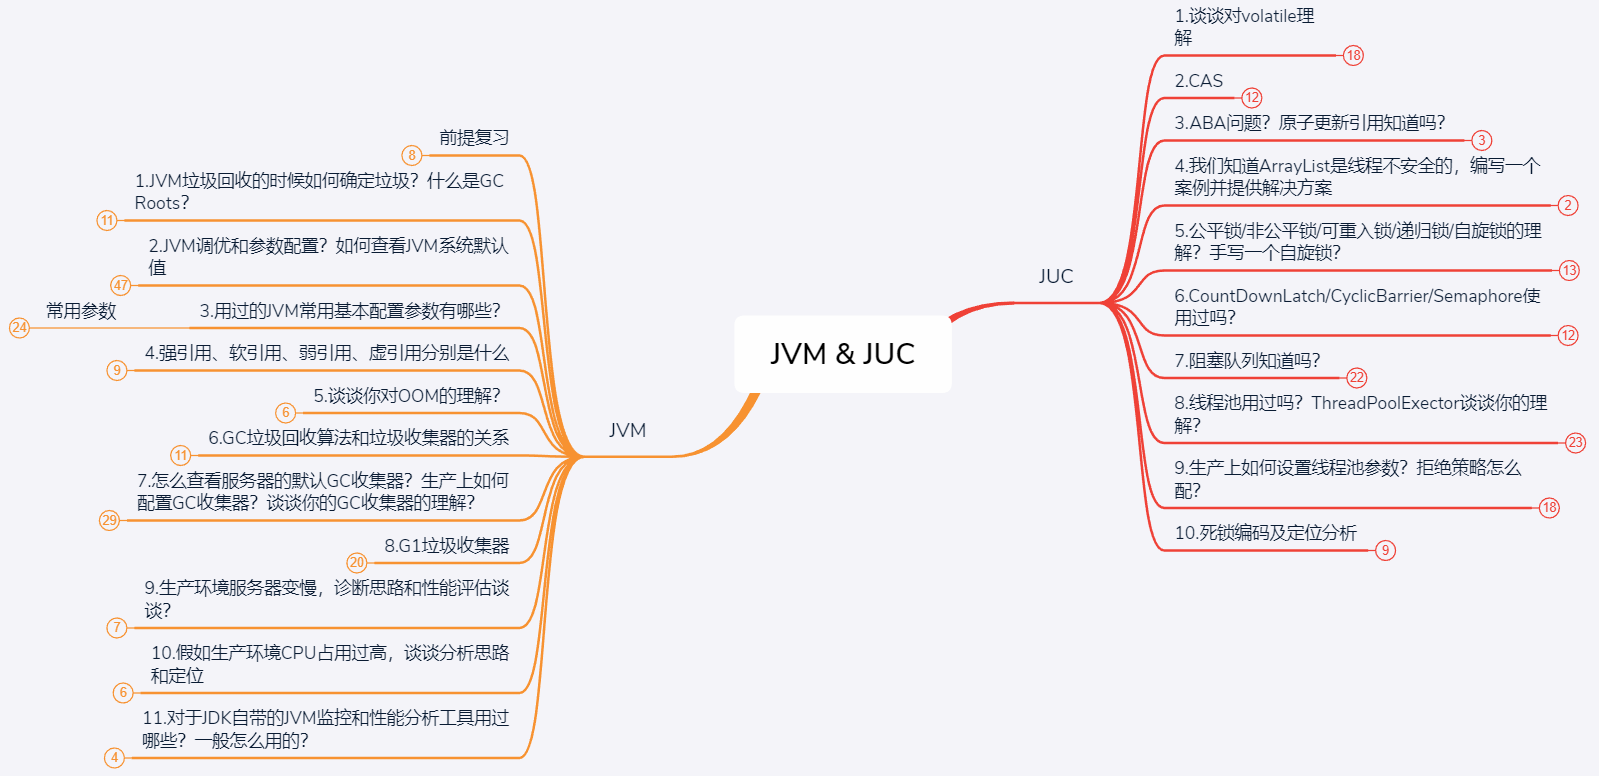 JVM & JUC
JUC
1.谈谈对volatile理
解
18
2.CAS
12
3.ABA问题？原子更新引用知道吗？
3
4.我们知道ArrayList是线程不安全的，编写一个
案例并提供解决方案
2
5.公平锁/非公平锁/可重入锁/递归锁/自旋锁的理
解？手写一个自旋锁？
13
6.CountDownLatch/CyclicBarrier/Semaphore使
用过吗？
12
7.阻塞队列知道吗？
22
8.线程池用过吗？ThreadPoolExector谈谈你的理
解？
23
9.生产上如何设置线程池参数？拒绝策略怎么
配？
18
10.死锁编码及定位分析
9
JVM
前提复习
8
1.JVM垃圾回收的时候如何确定垃圾？什么是GC
Roots？
11
2.JVM调优和参数配置？如何查看JVM系统默认
值
47
3.用过的JVM常用基本配置参数有哪些？
常用参数
24
4.强引用、软引用、弱引用、虚引用分别是什么
9
5.谈谈你对OOM的理解？
6
6.GC垃圾回收算法和垃圾收集器的关系
11
7.怎么查看服务器的默认GC收集器？生产上如何
配置GC收集器？谈谈你的GC收集器的理解？
29
8.G1垃圾收集器
20
9.生产环境服务器变慢，诊断思路和性能评估谈
谈？
7
10.假如生产环境CPU占用过高，谈谈分析思路
和定位
6
11.对于JDK自带的JVM监控和性能分析工具用过
哪些？一般怎么用的？
4